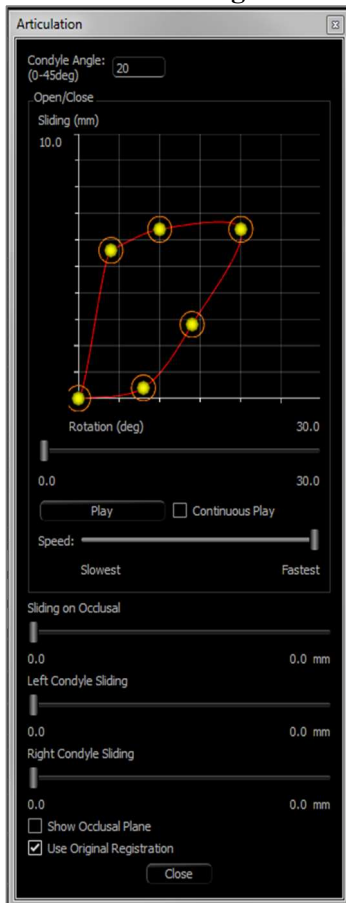 Articulation
Condyle Angle:
(0-45deg)
20
Open/Close
Sliding (mm)
10.0
Rotation (deg) 30.0
0.0 30.0
Play Continuous Play
Speed:
Slowest Fastest
Sliding on Occlusal
0.0 0.0 mm
Left Condyle Sliding
0.0 0.0 mm
Right Condyle Sliding
0.0 0.0 mm
Show Occlusal Plane
Use Original Registration
Close